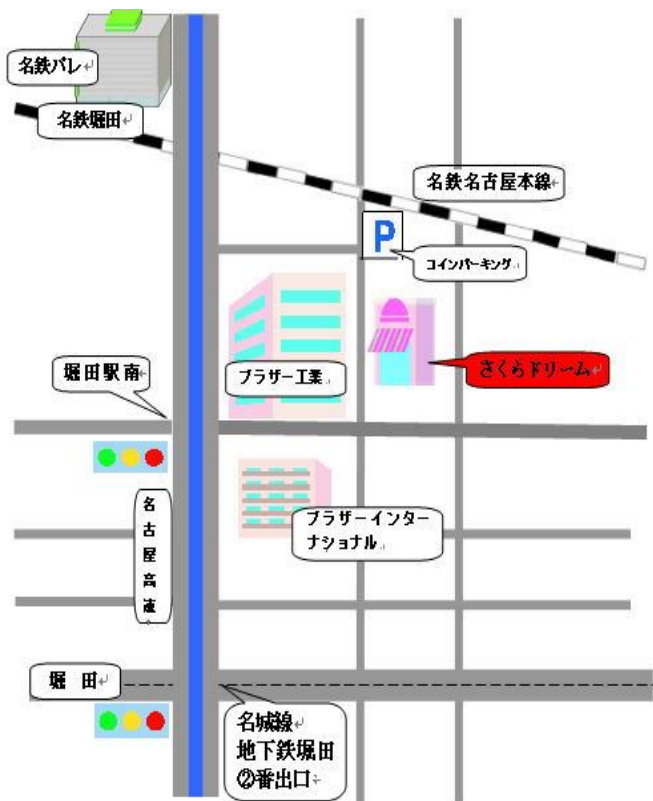 名鉄パレ
名鉄堀田
名鉄名古屋本線
P
コインパーキング
さくらドリーム
堀田駅南
ブラザー工業
ブラザーインター
ナショナル
名古屋高速
堀　田
名城線
地下鉄堀田
②番出口